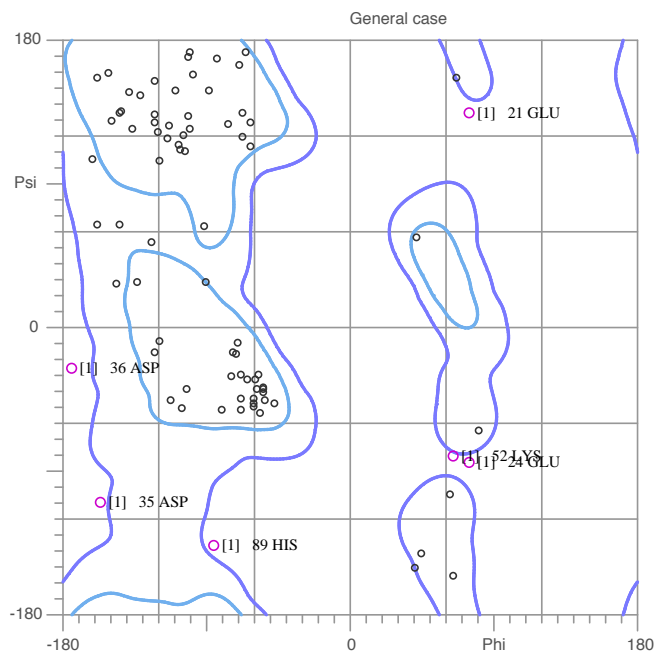 General case
180
[1] 21 GLU
Psi
0
[1] 36 ASP
[1] 52 LYS
[1] 24 GLU
[1] 35 ASP
[1] 89 HIS
-180
-180 0 Phi 180